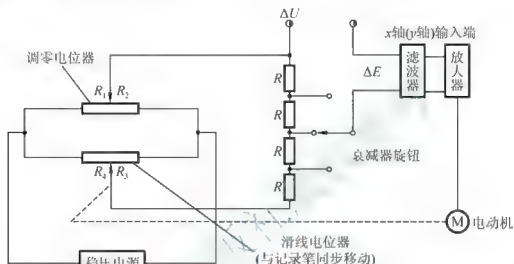 ΔU
x轴(y轴)输入端
调零电位器
R₁ R₂
R
ΔE
滤波器
放大器
R
R₄ R₃
R
衰减器旋钮
R
M 电动机
稳压电源
滑线电位器
(与记录笔同步移动)